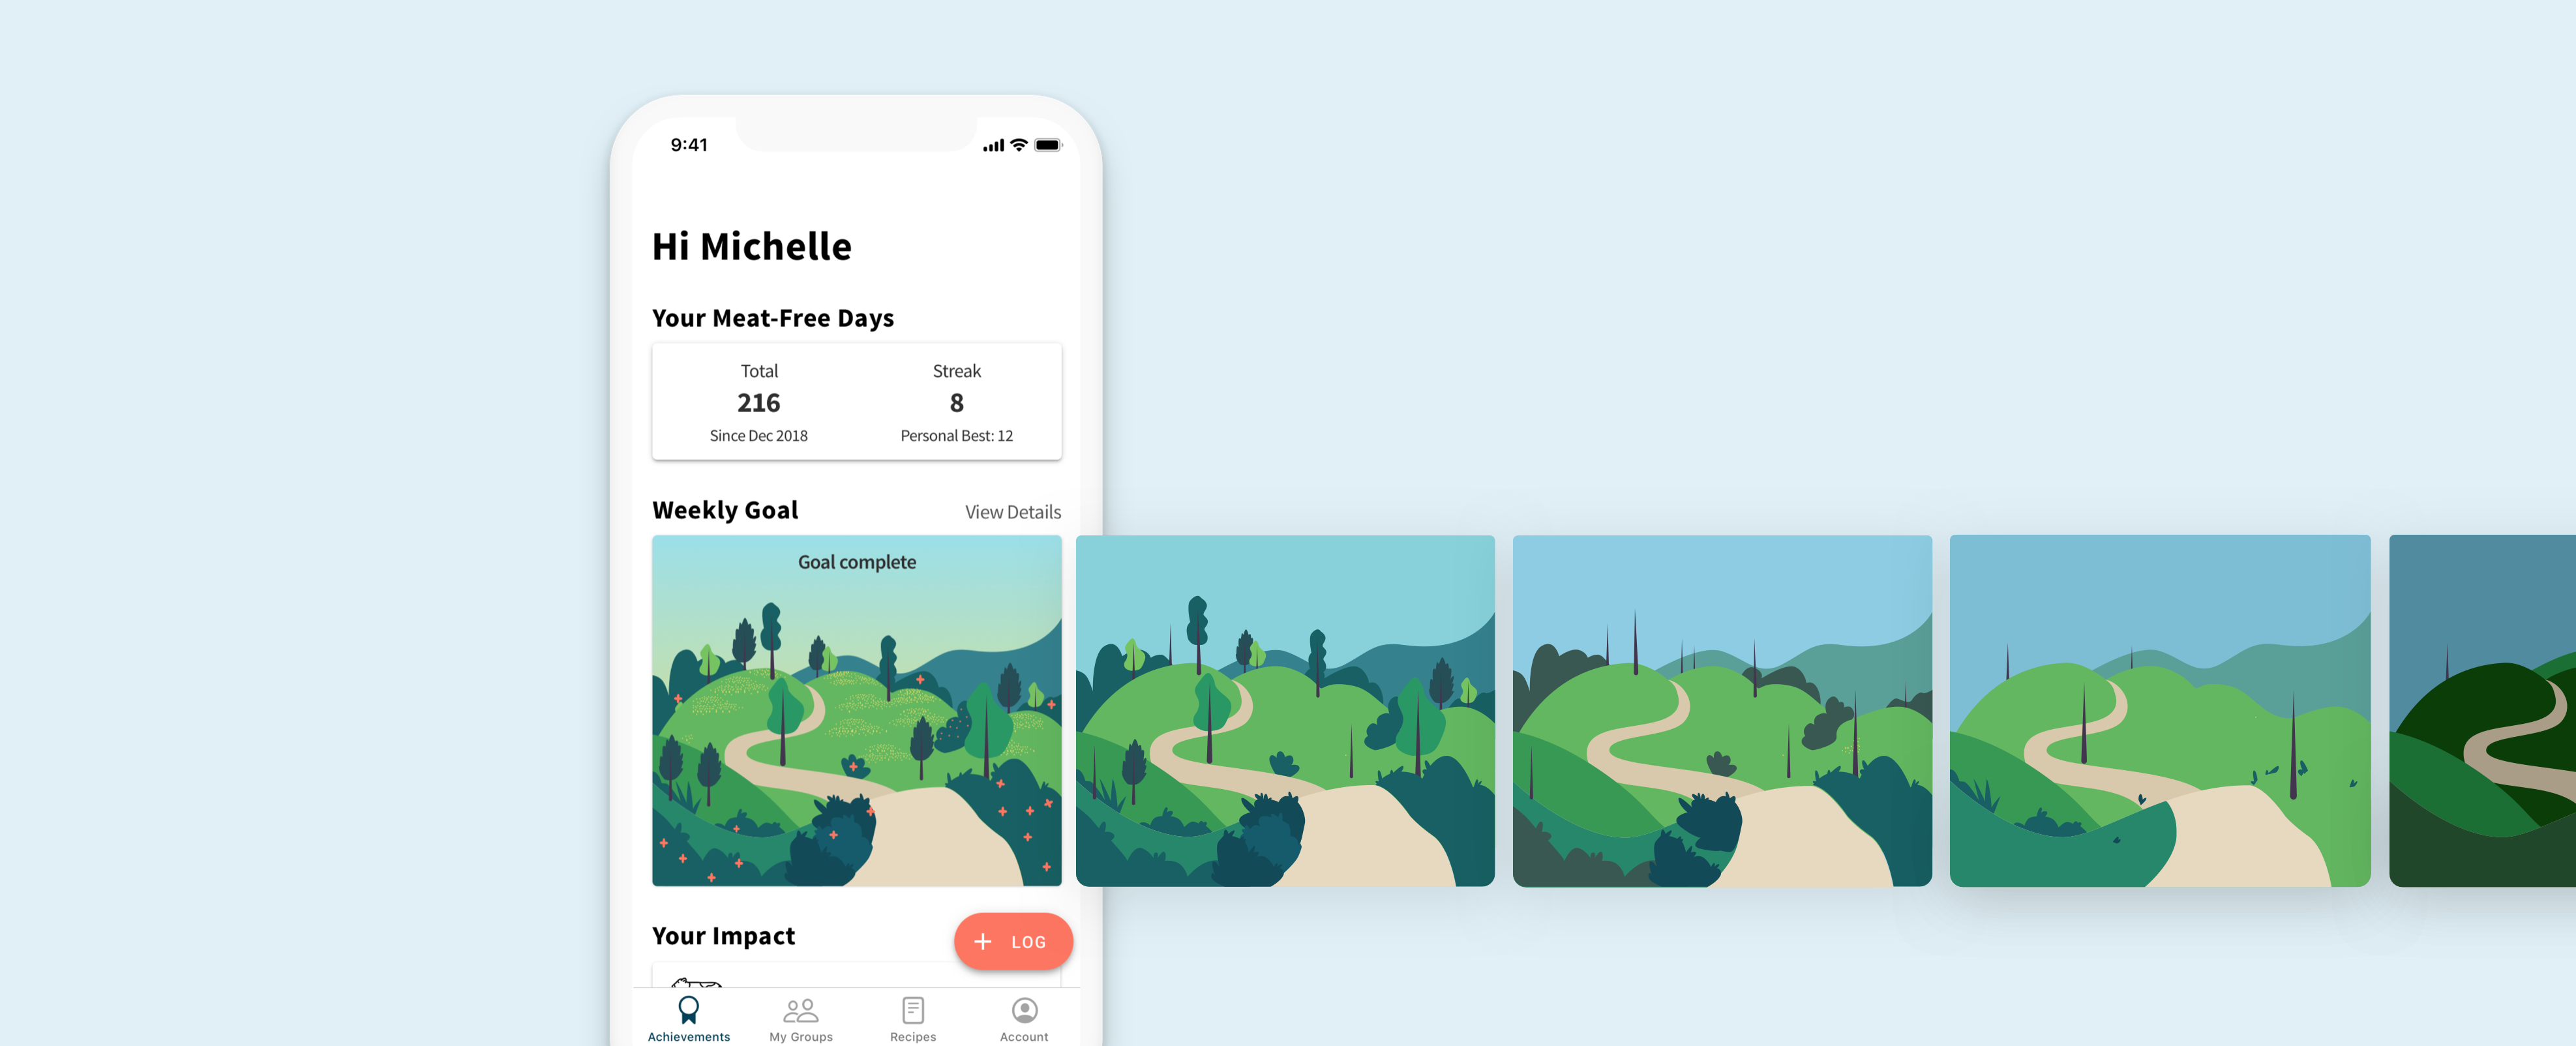 9:41
Hi Michelle
Your Meat-Free Days
Total
216
Since Dec 2018
Streak
8
Personal Best: 12
Weekly Goal
View Details
Goal complete
Your Impact
+ LOG
Achievements
My Groups
Recipes
Account